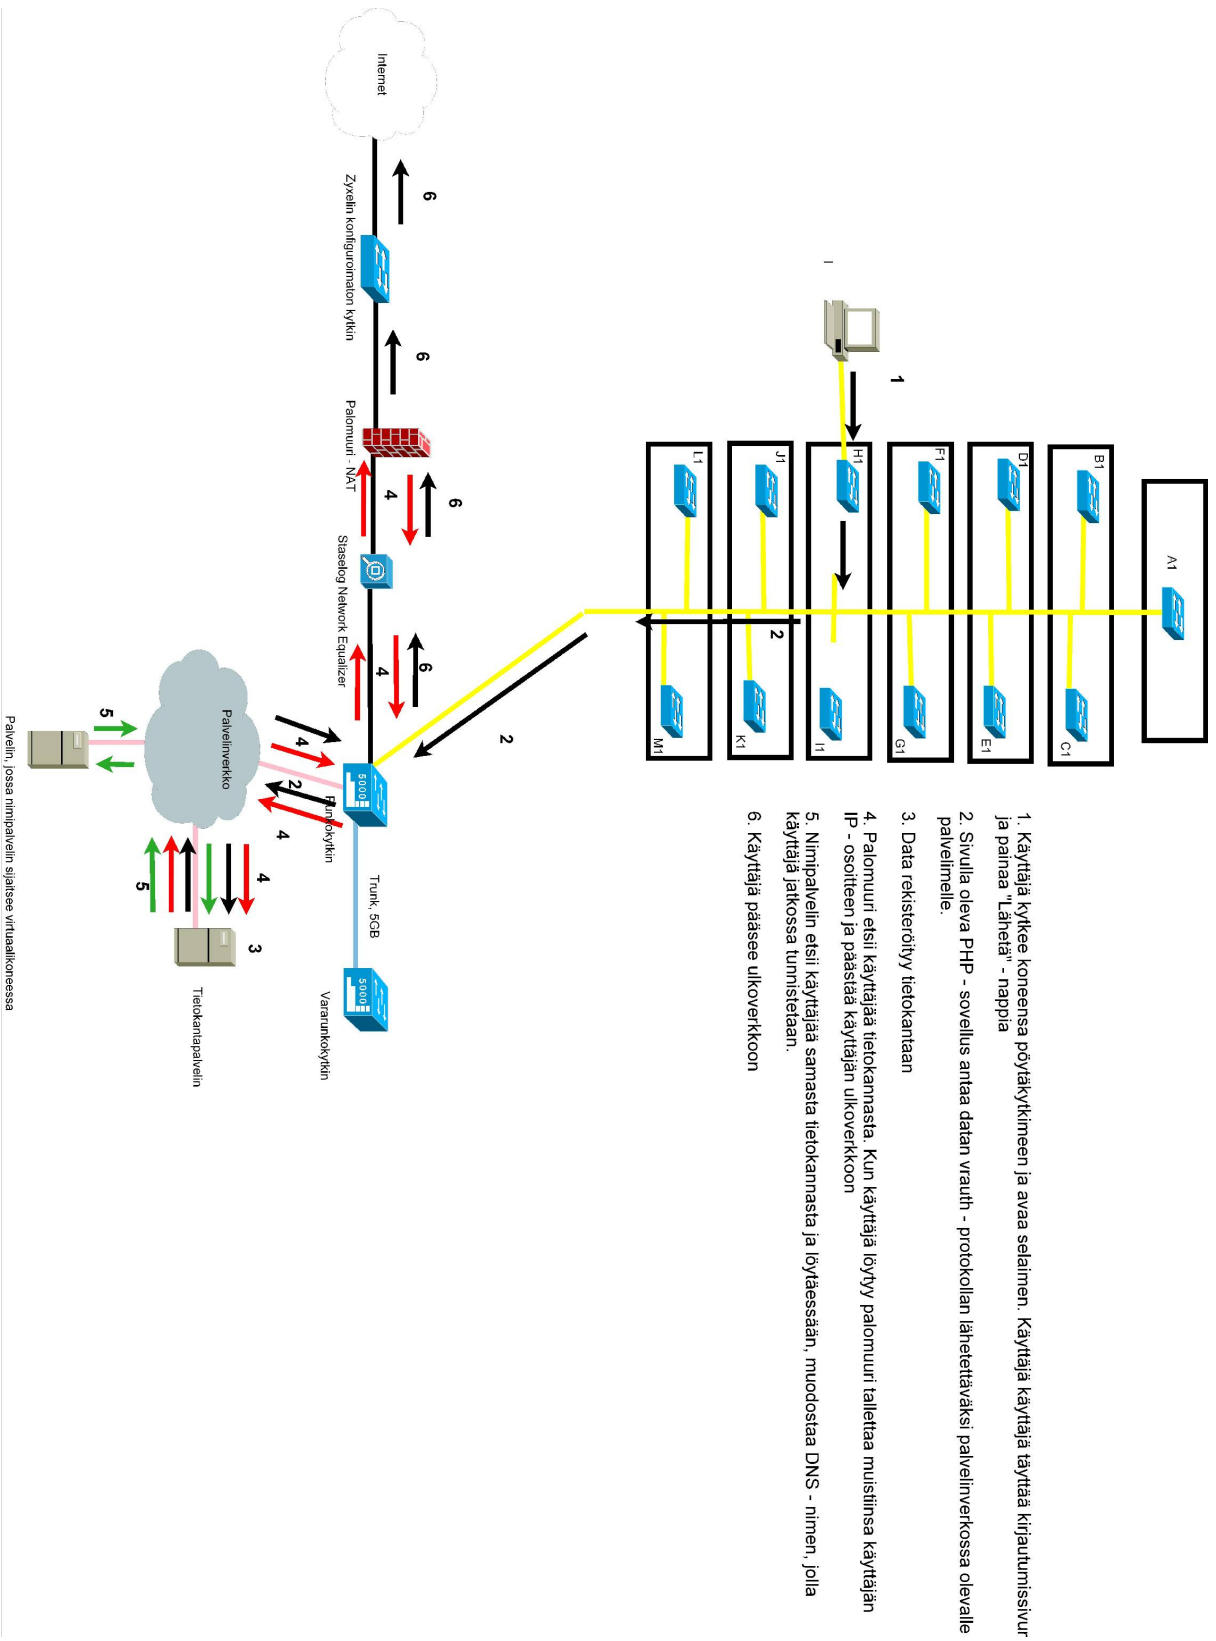 1. Käyttäjä kytkee koneensa pöytäkytkimeen ja avaa selaimen. Käyttäjä käyttäjä täyttää kirjautumissivun
ja painaa "Lähetä" - nappia
2. Sivulla oleva PHP - sovellus antaa datan vrauth - protokollan lähetettäväksi palvelinverkossa olevalle
palvelimelle.
3. Data rekisteröityy tietokantaan
4. Palomuuri etsii käyttäjää tietokannasta. Kun käyttäjä löytyy palomuuri tallettaa muistiinsa käyttäjän
IP - osoitteen ja päästää käyttäjän ulkoverkkoon
5. Nimipalvelin etsii käyttäjää samasta tietokannasta ja löytäessään, muodostaa DNS - nimen, jolla
käyttäjä jatkossa tunnistetaan.
6. Käyttäjä pääsee ulkoverkkoon
A1
B1
C1
D1
E1
F1
G1
H1
I1
J1
K1
L1
M1
I
1
2
2
Internet
6
Zyxelin konfiguroimaton kytkin
6
Palomuuri - NAT
4
6
Staselog Network Equalizer
4
6
5000
Runkokytkin
Trunk, 5GB
5000
Vararunkokytkin
4
2
4
Palvelinverkko
5
4
5
3
Tietokantapalvelin
Palvelin, jossa nimipalvelin sijaitsee virtuaalikoneessa